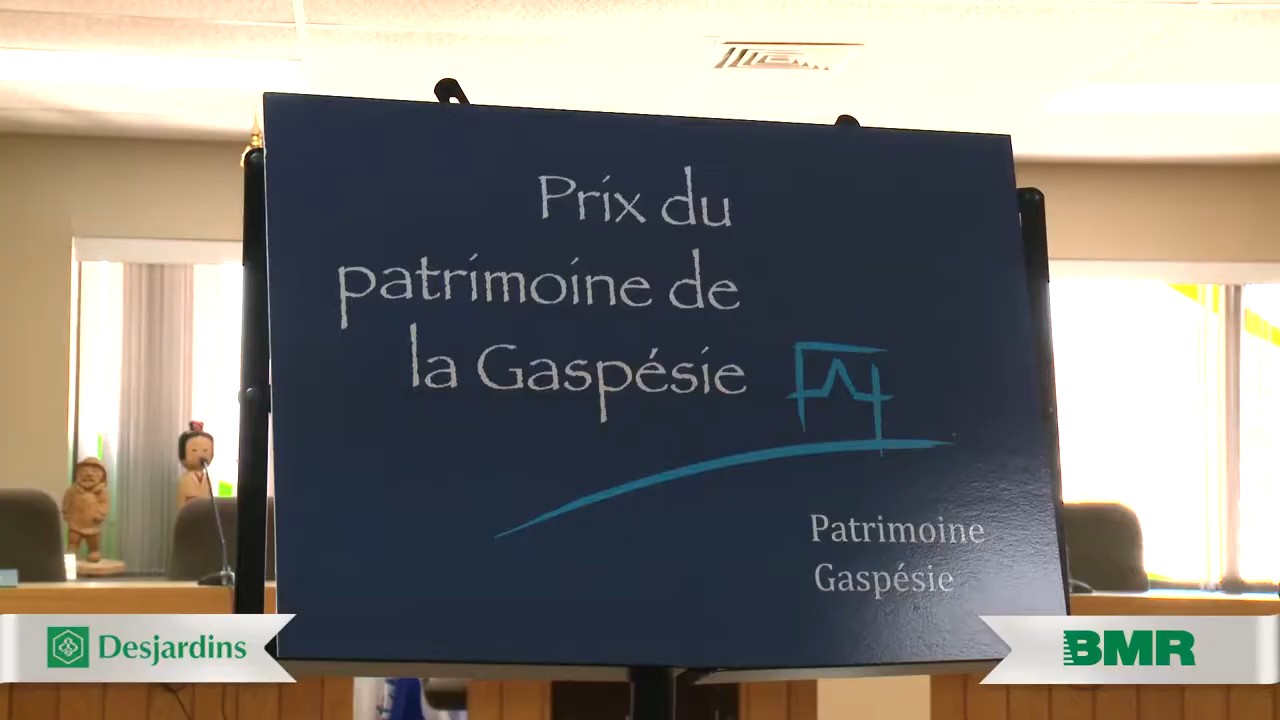 Prix du
patrimoine de
la Gaspésie
Patrimoine
Gaspésie
Desjardins
BMR